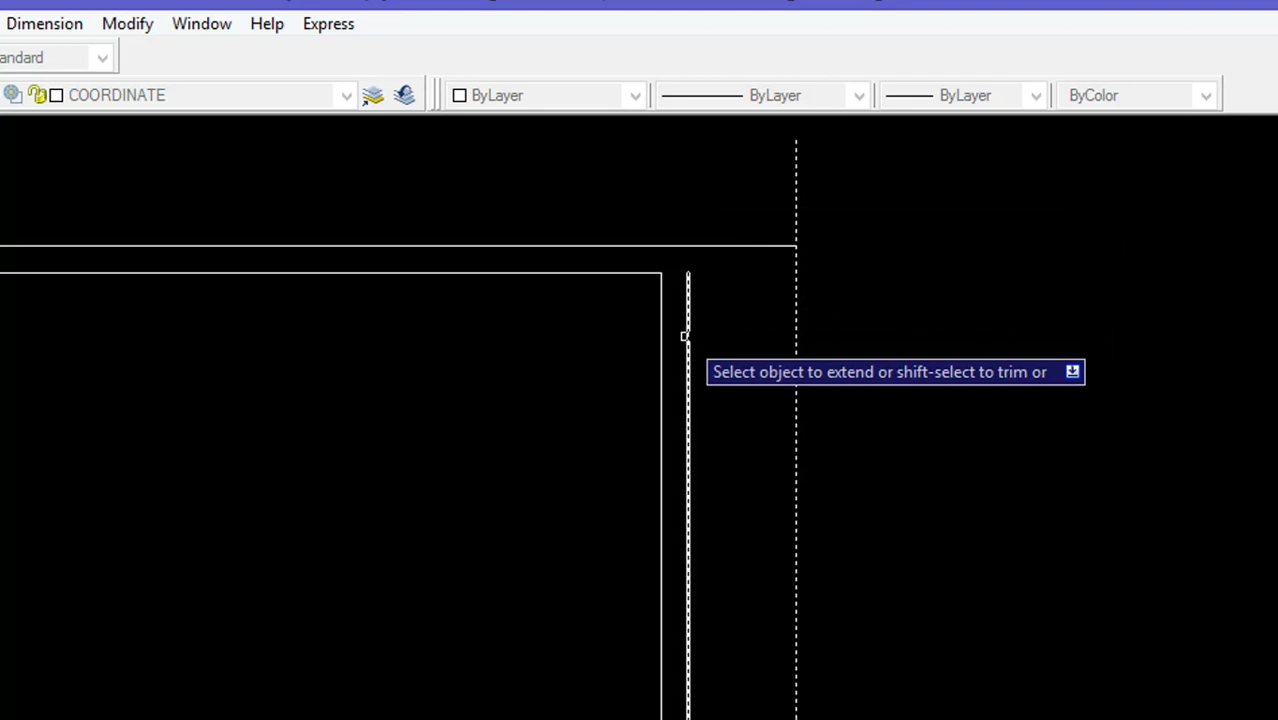 Dimension Modify Window Help Express
andard
COORDINATE ByLayer ByLayer ByLayer ByColor
Select object to extend or shift-select to trim or